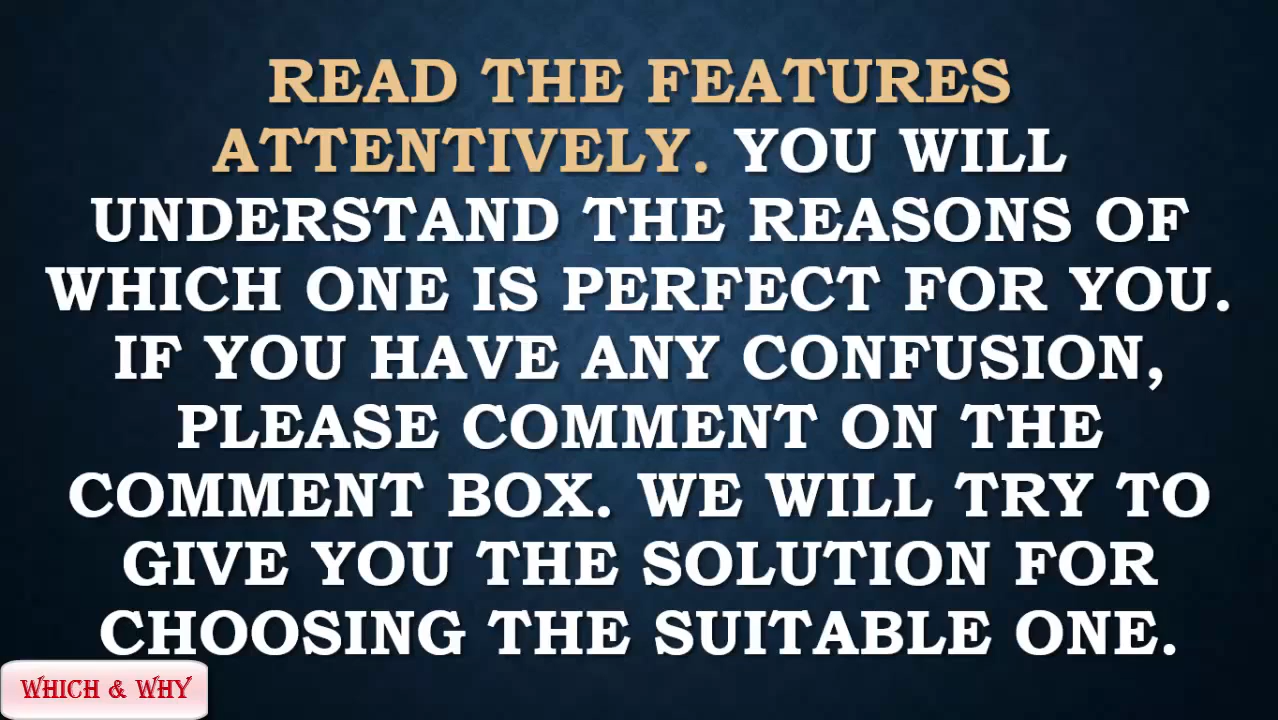 READ THE FEATURES
ATTENTIVELY. YOU WILL
UNDERSTAND THE REASONS OF
WHICH ONE IS PERFECT FOR YOU.
IF YOU HAVE ANY CONFUSION,
PLEASE COMMENT ON THE
COMMENT BOX. WE WILL TRY TO
GIVE YOU THE SOLUTION FOR
CHOOSING THE SUITABLE ONE.
WHICH & WHY